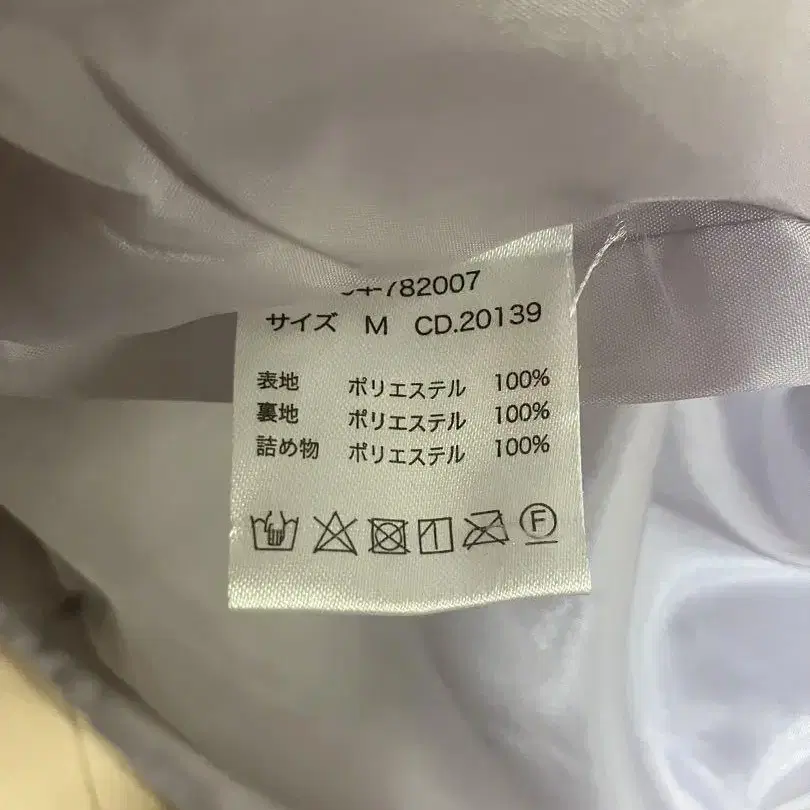 782007
サイズ M CD.20139
表地 ポリエステル 100%
裏地 ポリエステル 100%
詰め物 ポリエステル 100%
F